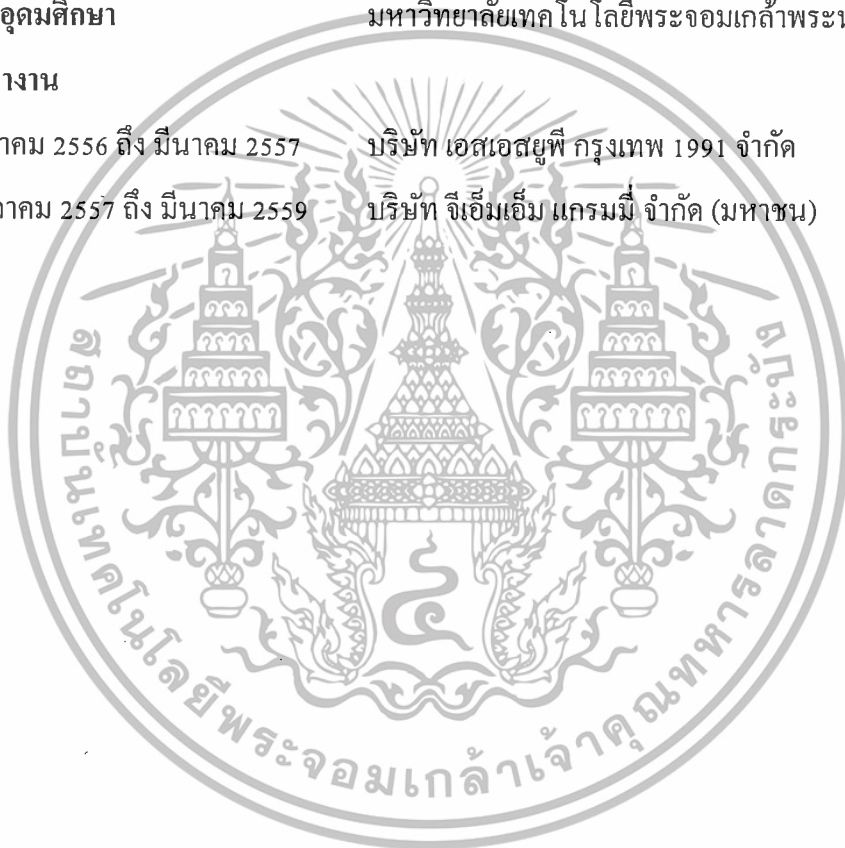 อุดมศึกษา มหาวิทยาลัยเทคโนโลยีพระจอมเกล้าพระน
างาน
าคม 2556 ถึง มีนาคม 2557 บริษัท เอสเอสยูพี กรุงเทพ 1991 จำกัด
าคม 2557 ถึง มีนาคม 2559 บริษัท จีเอ็มเอ็ม แกรมมี่ จำกัด (มหาชน)
สถาบันเทคโนโลยีพระจอมเกล้าเจ้าคุณทหารลาดกระบัง
๔